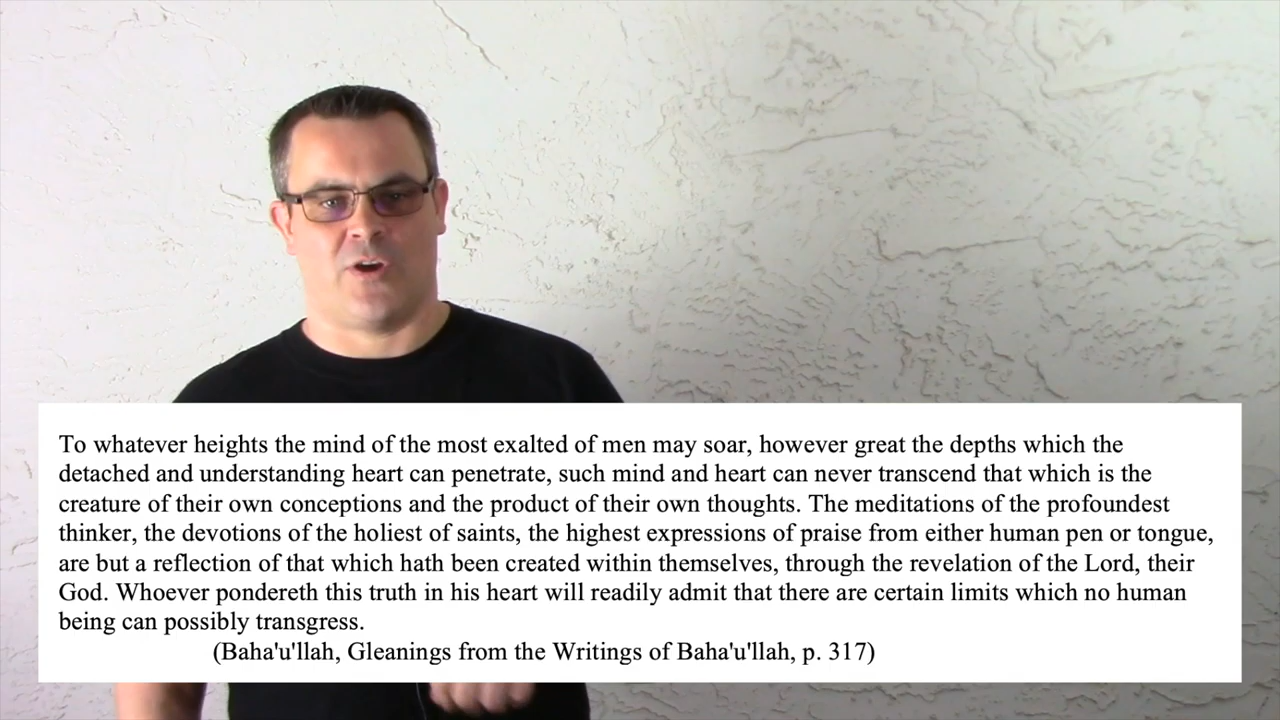 To whatever heights the mind of the most exalted of men may soar, however great the depths which the
detached and understanding heart can penetrate, such mind and heart can never transcend that which is the
creature of their own conceptions and the product of their own thoughts. The meditations of the profoundest
thinker, the devotions of the holiest of saints, the highest expressions of praise from either human pen or tongue,
are but a reflection of that which hath been created within themselves, through the revelation of the Lord, their
God. Whoever pondereth this truth in his heart will readily admit that there are certain limits which no human
being can possibly transgress.
(Baha'u'llah, Gleanings from the Writings of Baha'u'llah, p. 317)